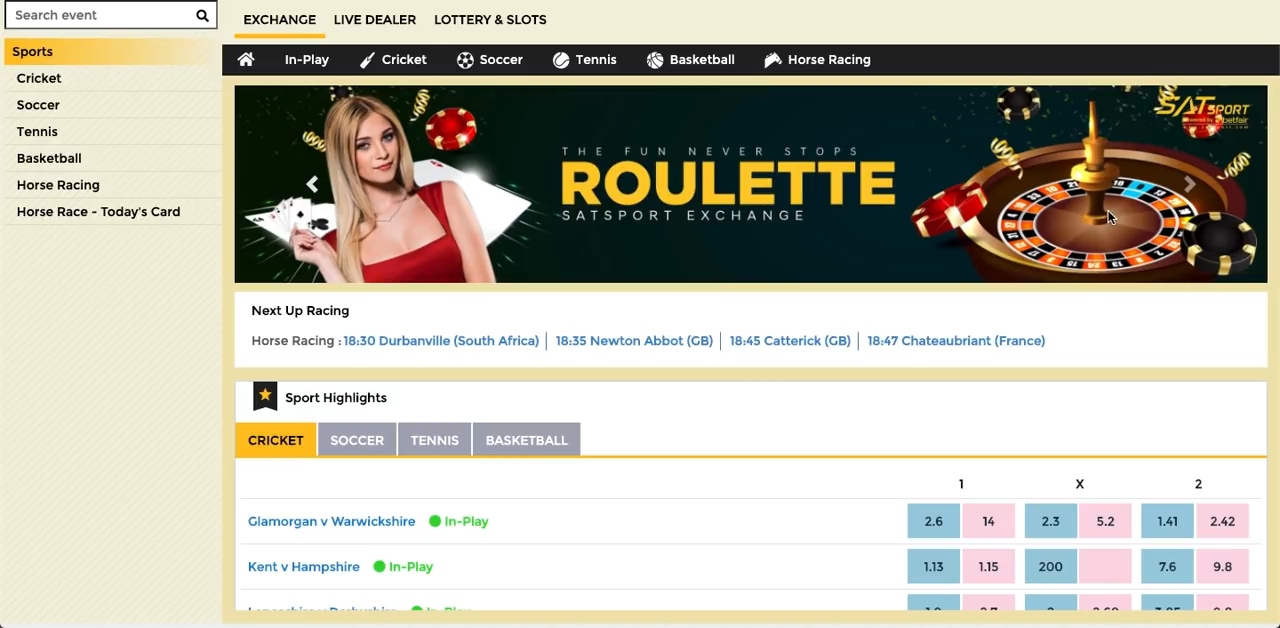 Search event
EXCHANGE LIVE DEALER LOTTERY & SLOTS
Sports
Cricket
Soccer
Tennis
Basketball
Horse Racing
Horse Race - Today's Card
In-Play Cricket Soccer Tennis Basketball Horse Racing
THE FUN NEVER STOPS
ROULETTE
SATSPORT EXCHANGE
SATSPORT
powered by betfair
Next Up Racing
Horse Racing : 18:30 Durbanville (South Africa) 18:35 Newton Abbot (GB) 18:45 Catterick (GB) 18:47 Chateaubriant (France)
Sport Highlights
CRICKET SOCCER TENNIS BASKETBALL
1 X 2
Glamorgan v Warwickshire In-Play 2.6 14 2.3 5.2 1.41 2.42
Kent v Hampshire In-Play 1.13 1.15 200 7.6 9.8